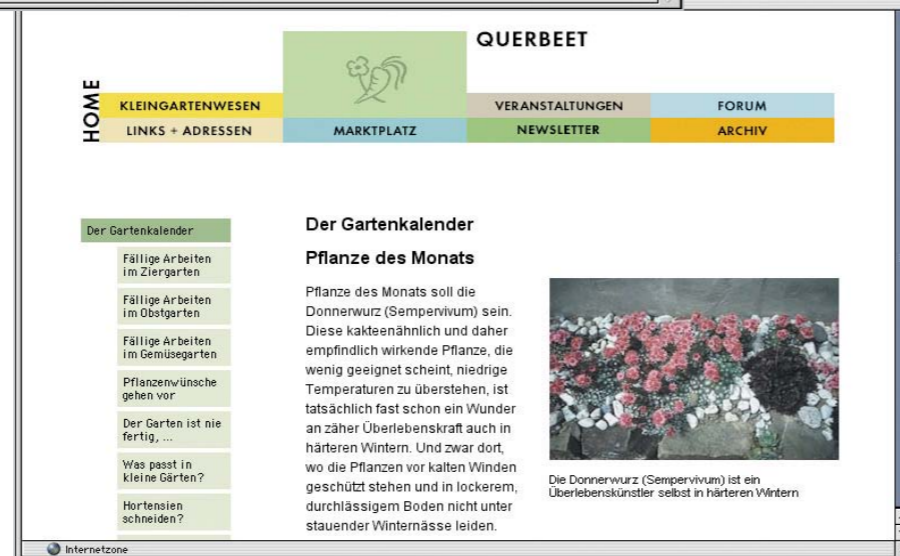 QUERBEET
HOME
KLEINGARTENWESEN
VERANSTALTUNGEN
FORUM
LINKS + ADRESSEN
MARKTPLATZ
NEWSLETTER
ARCHIV
Der Gartenkalender
Fällige Arbeiten
im Ziergarten
Fällige Arbeiten
im Obstgarten
Fällige Arbeiten
im Gemüsegarten
Pflanzenwünsche
gehen vor
Der Garten ist nie
fertig, ...
Was passt in
kleine Gärten?
Hortensien
schneiden?
Der Gartenkalender
Pflanze des Monats
Pflanze des Monats soll die
Donnerwurz (Sempervivum) sein.
Diese kakteenähnlich und daher
empfindlich wirkende Pflanze, die
wenig geeignet scheint, niedrige
Temperaturen zu überstehen, ist
tatsächlich fast schon ein Wunder
an zäher Überlebenskraft auch in
härteren Wintern. Und zwar dort,
wo die Pflanzen vor kalten Winden
geschützt stehen und in lockerem,
durchlässigem Boden nicht unter
stauender Winternässe leiden.
Die Donnerwurz (Sempervivum) ist ein
Überlebenskünstler selbst in härteren Wintern
Internetzone